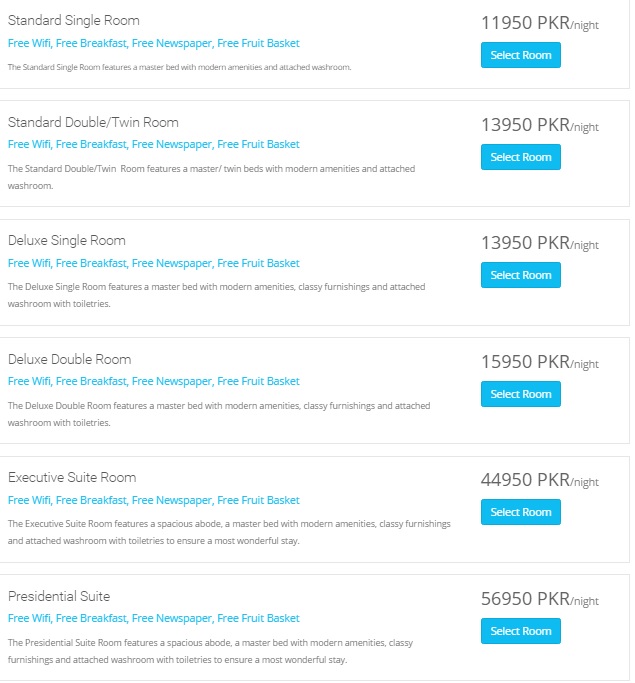 Standard Single Room
11950 PKR/night
Free Wifi, Free Breakfast, Free Newspaper, Free Fruit Basket
Select Room
The Standard Single Room features a master bed with modern amenities and attached washroom.
Standard Double/Twin Room
13950 PKR/night
Free Wifi, Free Breakfast, Free Newspaper, Free Fruit Basket
Select Room
The Standard Double/Twin Room features a master/ twin beds with modern amenities and attached
washroom.
Deluxe Single Room
13950 PKR/night
Free Wifi, Free Breakfast, Free Newspaper, Free Fruit Basket
Select Room
The Deluxe Single Room features a master bed with modern amenities, classy furnishings and attached
washroom with toiletries.
Deluxe Double Room
15950 PKR/night
Free Wifi, Free Breakfast, Free Newspaper, Free Fruit Basket
Select Room
The Deluxe Double Room features a master bed with modern amenities, classy furnishings and attached
washroom with toiletries.
Executive Suite Room
44950 PKR/night
Free Wifi, Free Breakfast, Free Newspaper, Free Fruit Basket
Select Room
The Executive Suite Room features a spacious abode, a master bed with modern amenities, classy furnishings
and attached washroom with toiletries to ensure a most wonderful stay.
Presidential Suite
56950 PKR/night
Free Wifi, Free Breakfast, Free Newspaper, Free Fruit Basket
Select Room
The Presidential Suite Room features a spacious abode, a master bed with modern amenities, classy
furnishings and attached washroom with toiletries to ensure a most wonderful stay.